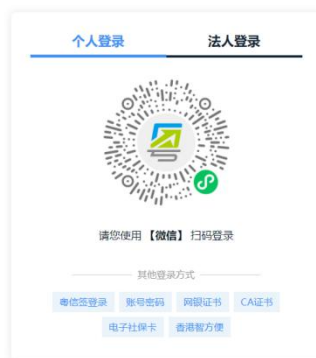 个人登录 法人登录
请您使用【微信】扫码登录
其他登录方式
粤信签登录 账号密码 网银证书 CA证书
电子社保卡 香港智方便